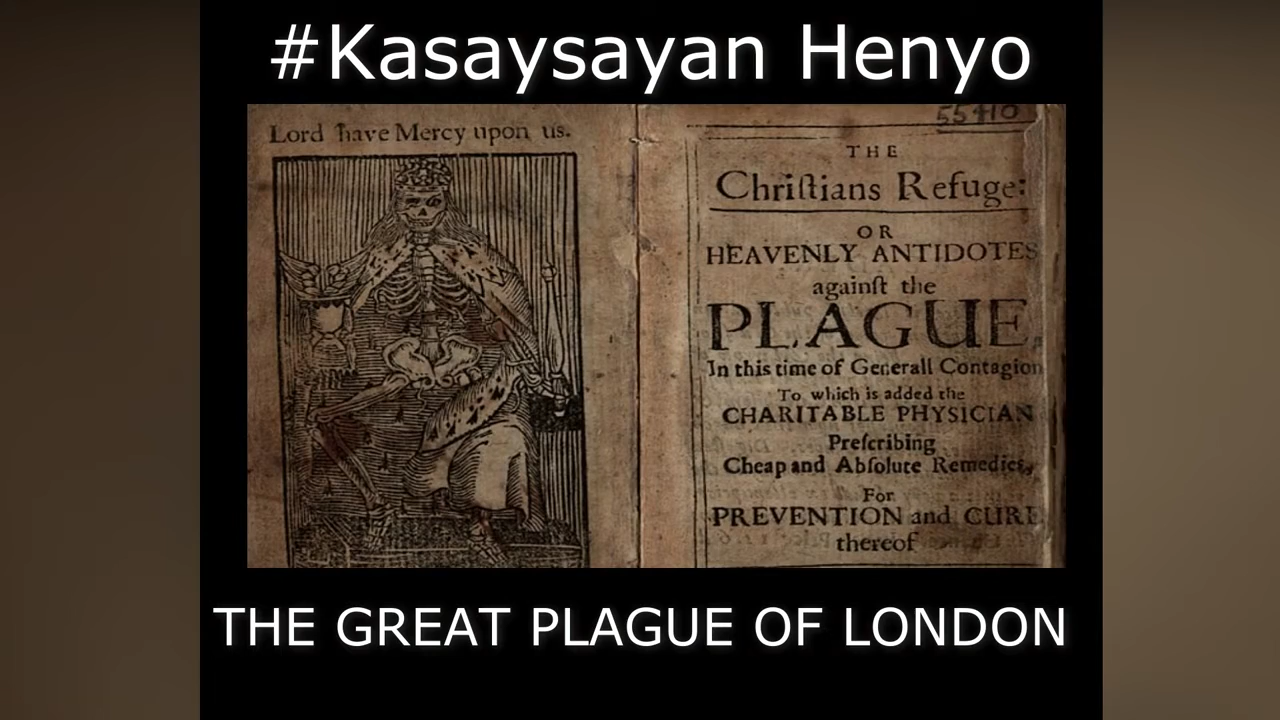 #Kasaysayan Henyo
Lord have Mercy upon us.
55410
THE
Chriſtians Refuge:
OR
HEAVENLY ANTIDOTES
againſt the
PLAGUE
In this time of Generall Contagion
To which is added the
CHARITABLE PHYSICIAN
Preſcribing
Cheap and Abſolute Remedies,
For
PREVENTION and CURE
thereof
THE GREAT PLAGUE OF LONDON